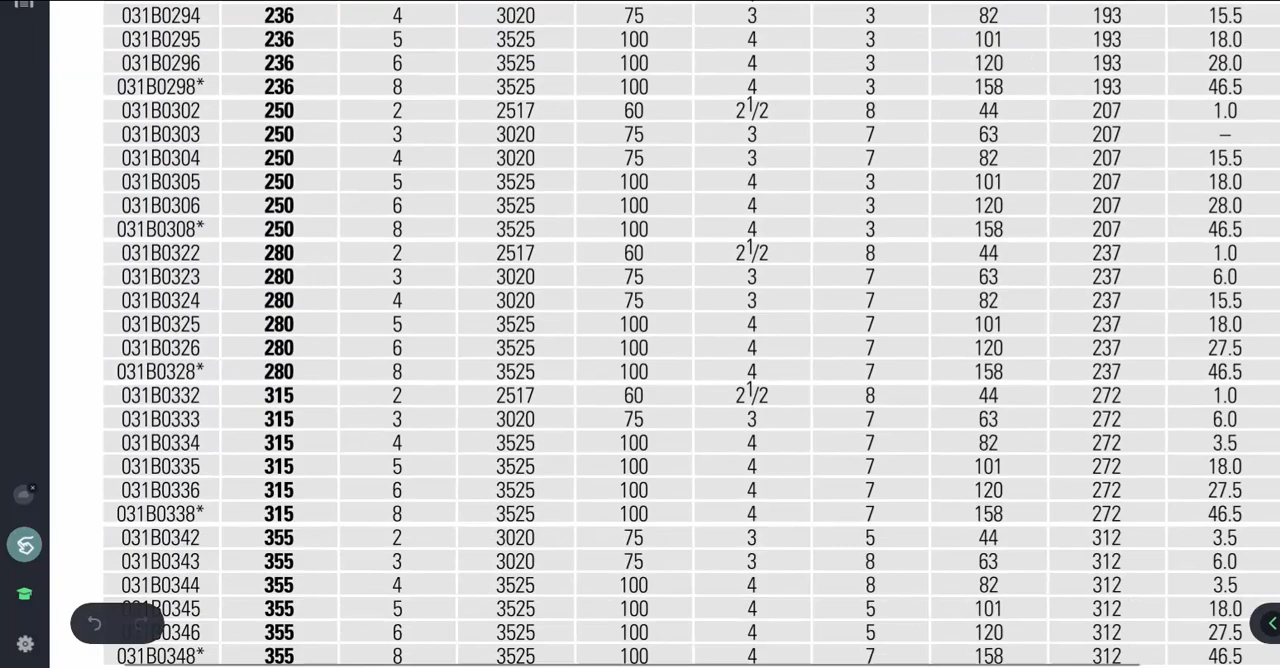 031B0294 236 4 3020 75 3 3 82 193 15.5
031B0295 236 5 3525 100 4 3 101 193 18.0
031B0296 236 6 3525 100 4 3 120 193 28.0
031B0298* 236 8 3525 100 4 3 158 193 46.5
031B0302 250 2 2517 60 2 1/2 8 44 207 1.0
031B0303 250 3 3020 75 3 7 63 207 –
031B0304 250 4 3020 75 3 7 82 207 15.5
031B0305 250 5 3525 100 4 3 101 207 18.0
031B0306 250 6 3525 100 4 3 120 207 28.0
031B0308* 250 8 3525 100 4 3 158 207 46.5
031B0322 280 2 2517 60 2 1/2 8 44 237 1.0
031B0323 280 3 3020 75 3 7 63 237 6.0
031B0324 280 4 3020 75 3 7 82 237 15.5
031B0325 280 5 3525 100 4 7 101 237 18.0
031B0326 280 6 3525 100 4 7 120 237 27.5
031B0328* 280 8 3525 100 4 7 158 237 46.5
031B0332 315 2 2517 60 2 1/2 8 44 272 1.0
031B0333 315 3 3020 75 3 7 63 272 6.0
031B0334 315 4 3525 100 4 7 82 272 3.5
031B0335 315 5 3525 100 4 7 101 272 18.0
031B0336 315 6 3525 100 4 7 120 272 27.5
031B0338* 315 8 3525 100 4 7 158 272 46.5
031B0342 355 2 3020 75 3 5 44 312 3.5
031B0343 355 3 3020 75 3 8 63 312 6.0
031B0344 355 4 3525 100 4 8 82 312 3.5
031B0345 355 5 3525 100 4 5 101 312 18.0
355 6 3525 100 4 5 120 312 27.5
031B0348* 355 8 3525 100 4 7 158 312 46.5